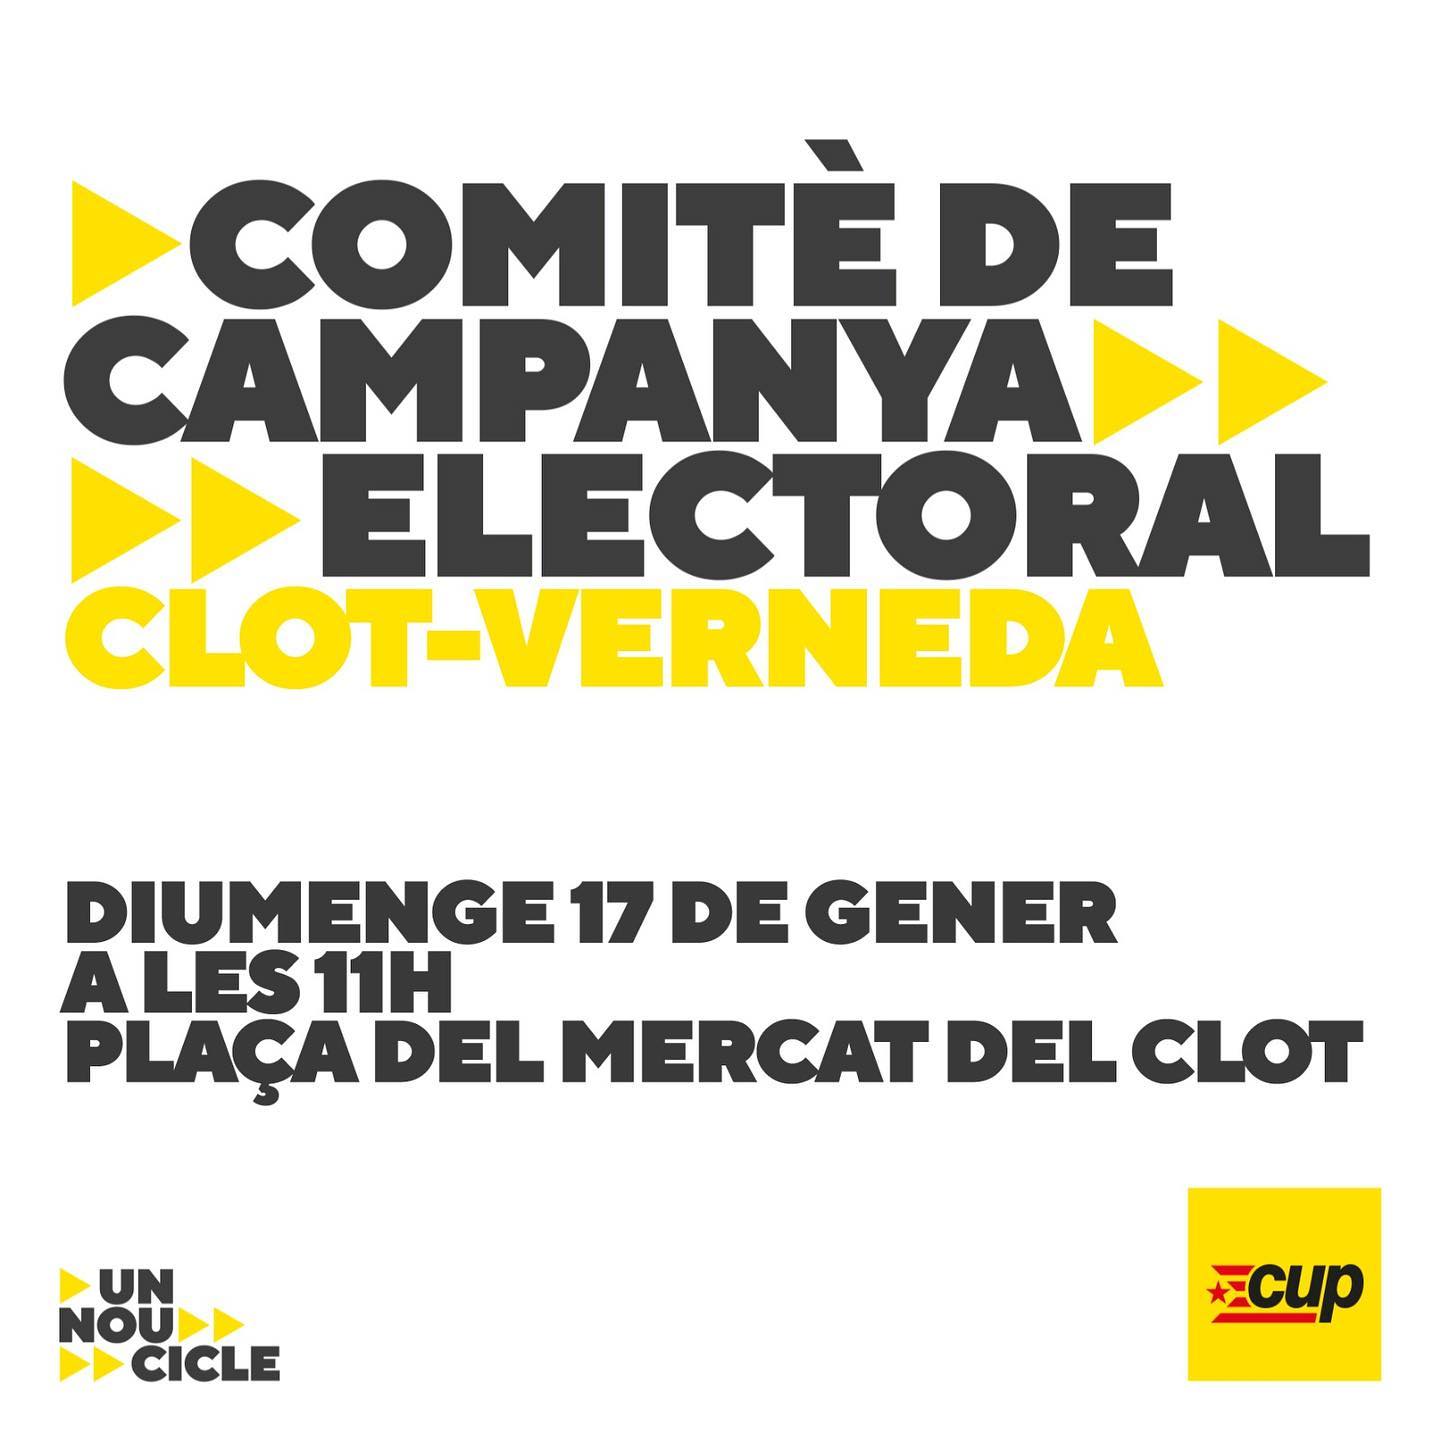 COMITÈ DE
CAMPANYA
ELECTORAL
CLOT-VERNEDA
DIUMENGE 17 DE GENER
A LES 11H
PLAÇA DEL MERCAT DEL CLOT
UN
NOU
CICLE
cup